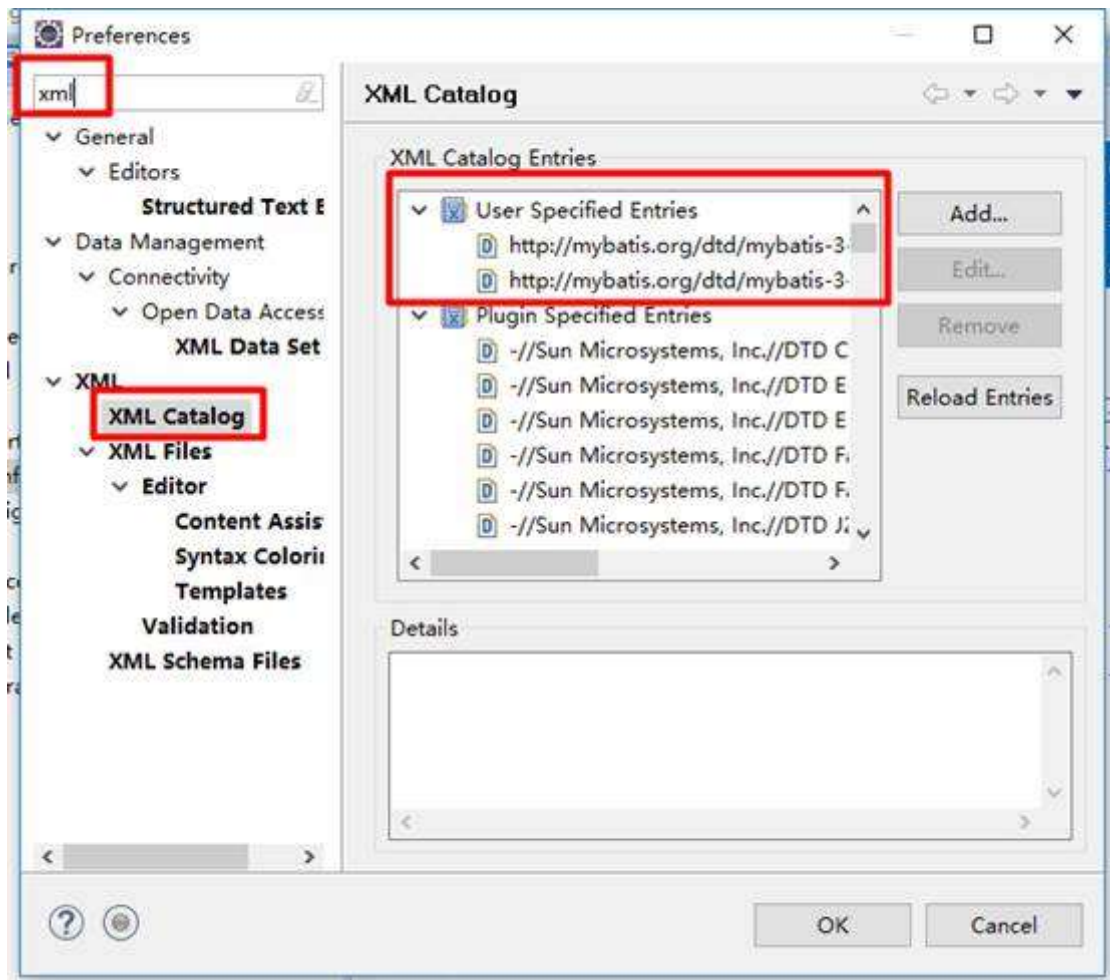 Preferences
xml
General
Editors
Structured Text E
Data Management
Connectivity
Open Data Access
XML Data Set
XML
XML Catalog
XML Files
Editor
Content Assis
Syntax Colorin
Templates
Validation
XML Schema Files
XML Catalog
XML Catalog Entries
User Specified Entries
http://mybatis.org/dtd/mybatis-3
http://mybatis.org/dtd/mybatis-3-
Plugin Specified Entries
-//Sun Microsystems, Inc.//DTD C
-//Sun Microsystems, Inc.//DTD E
-//Sun Microsystems, Inc.//DTD E
-//Sun Microsystems, Inc.//DTD F
-//Sun Microsystems, Inc.//DTD F
-//Sun Microsystems, Inc.//DTD J2
Add...
Edit...
Remove
Reload Entries
Details
OK
Cancel